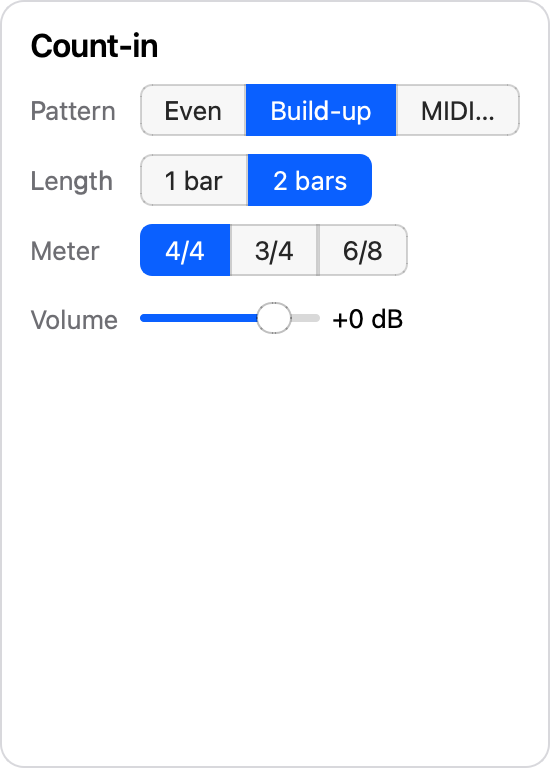 Count-in
Pattern Even Build-up MIDI...
Length 1 bar 2 bars
Meter 4/4 3/4 6/8
Volume +0 dB